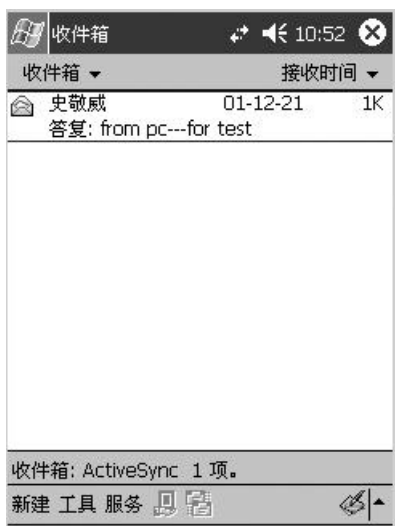 收件箱 10:52
收件箱 接收时间
史敬威 01-12-21 1K
答复: from pc---for test
收件箱: ActiveSync 1 项。
新建 工具 服务